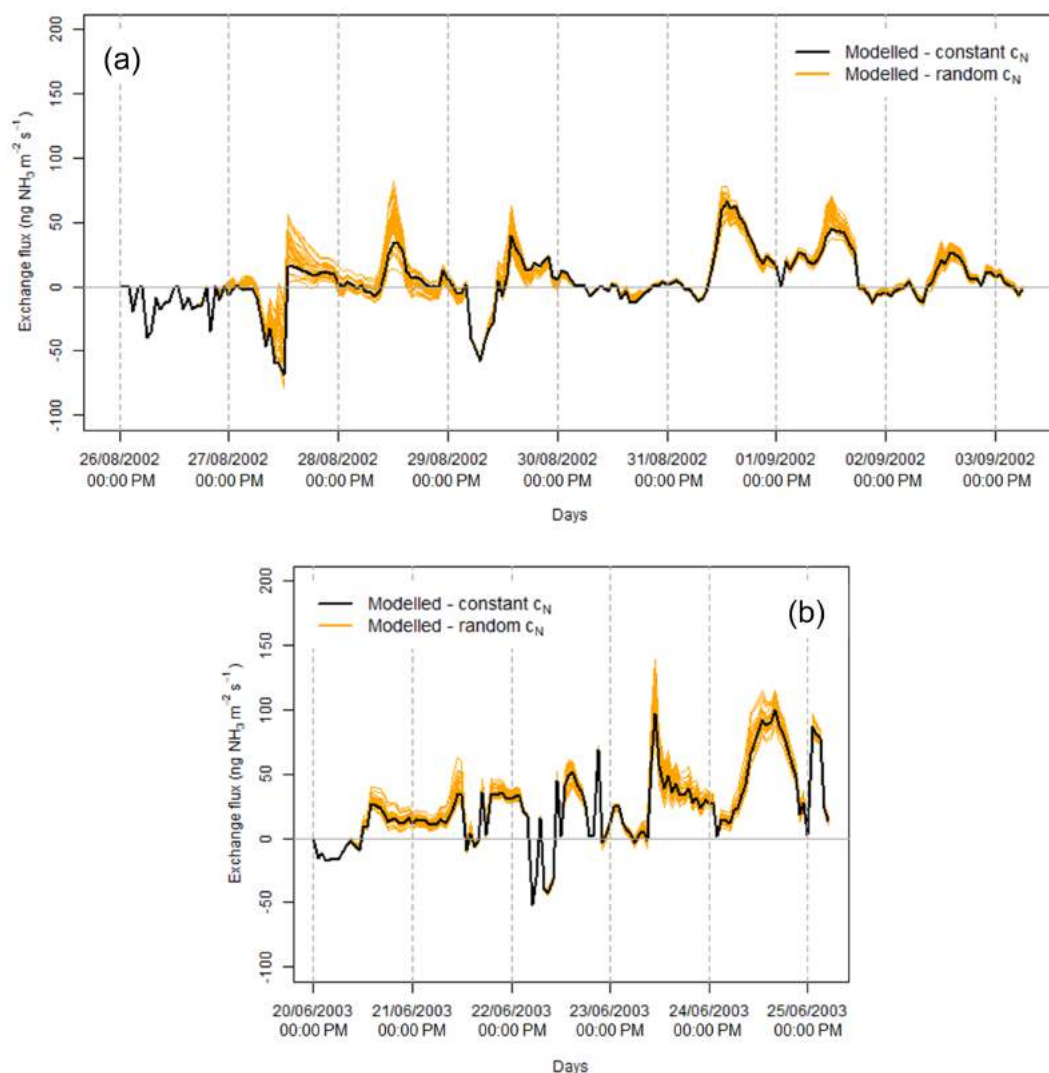 (a)
Modelled - constant cN
Modelled - random cN
Exchange flux (ng NH3 m−2 s−1)
200
150
100
50
0
-50
-100
26/08/2002 27/08/2002 28/08/2002 29/08/2002 30/08/2002 31/08/2002 01/09/2002 02/09/2002 03/09/2002
00:00 PM 00:00 PM 00:00 PM 00:00 PM 00:00 PM 00:00 PM 00:00 PM 00:00 PM 00:00 PM
Days
Modelled - constant cN
Modelled - random cN
(b)
Exchange flux (ng NH3 m−2 s−1)
200
150
100
50
0
-50
-100
20/06/2003 21/06/2003 22/06/2003 23/06/2003 24/06/2003 25/06/2003
00:00 PM 00:00 PM 00:00 PM 00:00 PM 00:00 PM 00:00 PM
Days